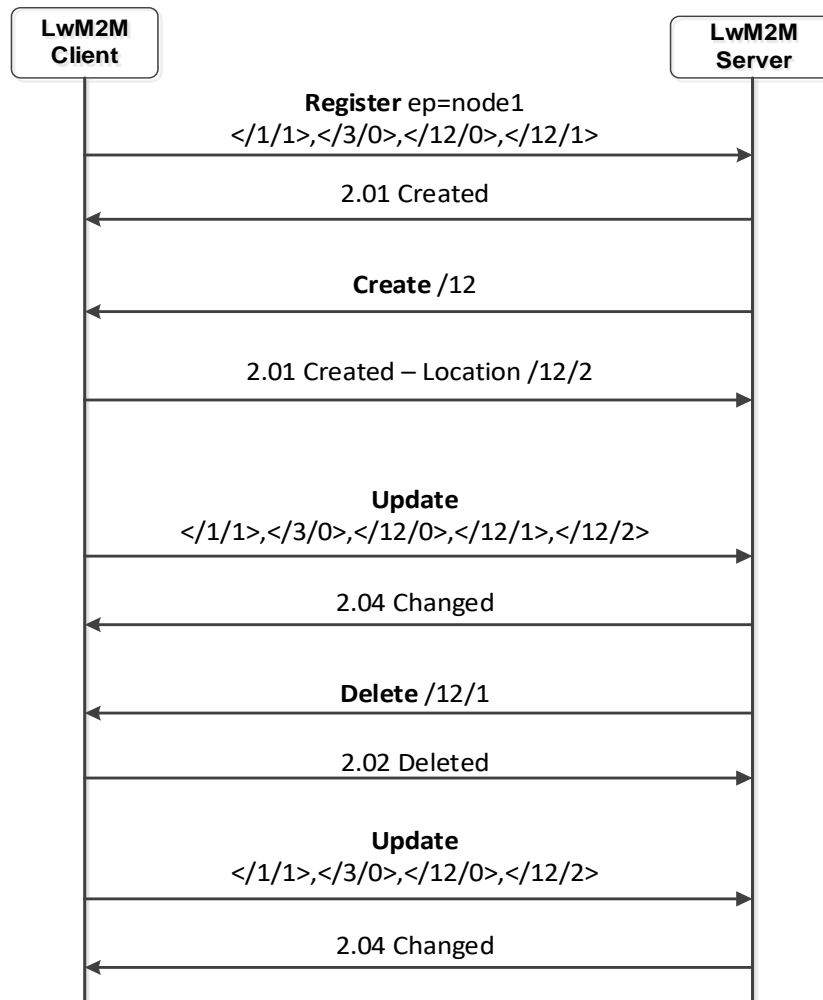 LwM2M
Client
LwM2M
Server
Register ep=node1
</1/1>,</3/0>,</12/0>,</12/1>
2.01 Created
Create /12
2.01 Created – Location /12/2
Update
</1/1>,</3/0>,</12/0>,</12/1>,</12/2>
2.04 Changed
Delete /12/1
2.02 Deleted
Update
</1/1>,</3/0>,</12/0>,</12/2>
2.04 Changed